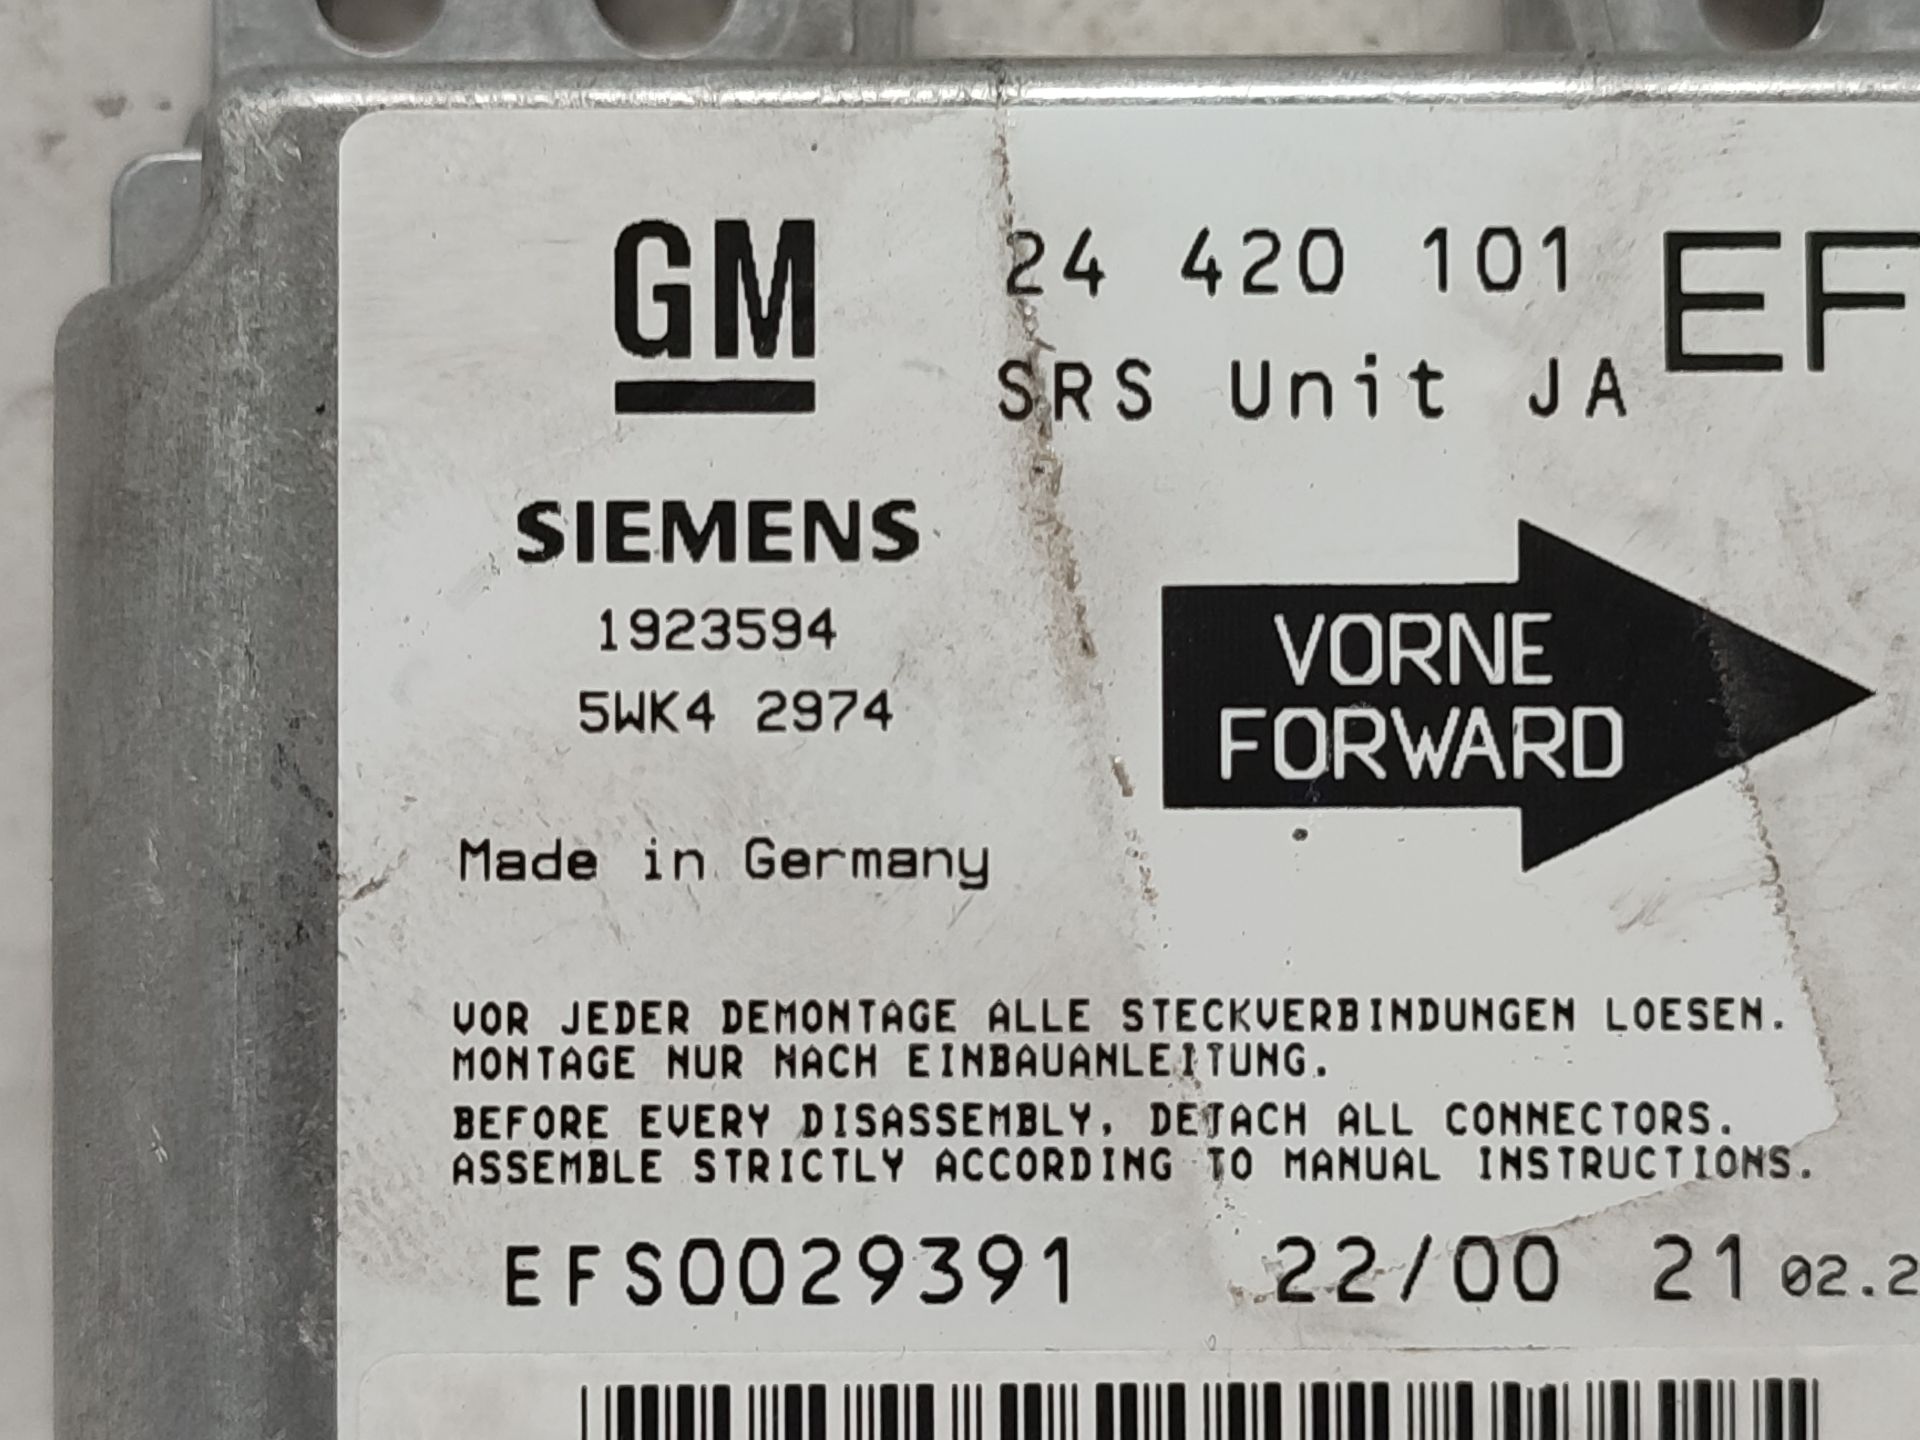 GM
24 420 101 EF
SRS Unit JA
SIEMENS
1923594
5WK4 2974
VORNE
FORWARD
Made in Germany
VOR JEDER DEMONTAGE ALLE STECKVERBINDUNGEN LOESEN.
MONTAGE NUR NACH EINBAUANLEITUNG.
BEFORE EVERY DISASSEMBLY, DETACH ALL CONNECTORS.
ASSEMBLE STRICTLY ACCORDING TO MANUAL INSTRUCTIONS.
EFS0029391 22/00 21 02.2